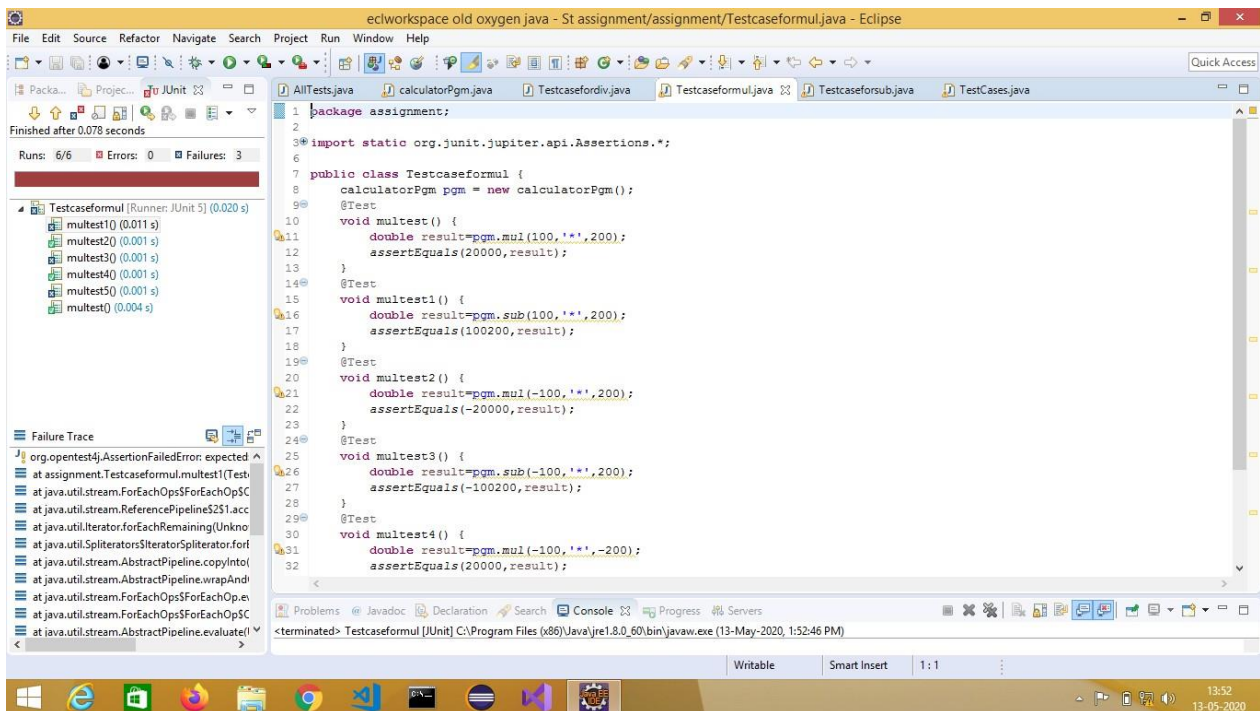 eclworkspace old oxygen java - St assignment/assignment/Testcaseformul.java - Eclipse
File Edit Source Refactor Navigate Search Project Run Window Help
Quick Access
Packa... Projec... JUnit
Finished after 0.078 seconds
Runs: 6/6 Errors: 0 Failures: 3
Testcaseformul [Runner: JUnit 5] (0.020 s)
multest1() (0.011 s)
multest2() (0.001 s)
multest3() (0.001 s)
multest4() (0.001 s)
multest5() (0.001 s)
multest() (0.004 s)
Failure Trace
org.opentest4j.AssertionFailedError: expected:
at assignment.Testcaseformul.multest1(Test
at java.util.stream.ForEachOps$ForEachOp$C
at java.util.stream.ReferencePipeline$2$1.acc
at java.util.Iterator.forEachRemaining(Unkno
at java.util.Spliterators$IteratorSpliterator.forE
at java.util.stream.AbstractPipeline.copyInto(
at java.util.stream.AbstractPipeline.wrapAnd
at java.util.stream.ForEachOps$ForEachOp.ev
at java.util.stream.ForEachOps$ForEachOp$C
at java.util.stream.AbstractPipeline.evaluate(
AllTests.java calculatorPgm.java Testcasefordiv.java Testcaseformul.java Testcaseforsub.java TestCases.java
1 package assignment;
2
3 import static org.junit.jupiter.api.Assertions.*;
6
7 public class Testcaseformul {
8 calculatorPgm pgm = new calculatorPgm();
9 @Test
10 void multest() {
11 double result=pgm.mul(100,'*',200);
12 assertEquals(20000,result);
13 }
14 @Test
15 void multest1() {
16 double result=pgm.sub(100,'*',200);
17 assertEquals(100200,result);
18 }
19 @Test
20 void multest2() {
21 double result=pgm.mul(-100,'*',200);
22 assertEquals(-20000,result);
23 }
24 @Test
25 void multest3() {
26 double result=pgm.sub(-100,'*',200);
27 assertEquals(-100200,result);
28 }
29 @Test
30 void multest4() {
31 double result=pgm.mul(-100,'*',-200);
32 assertEquals(20000,result);
Problems Javadoc Declaration Search Console Progress Servers
<terminated> Testcaseformul [JUnit] C:\Program Files (x86)\Java\jre1.8.0_60\bin\javaw.exe (13-May-2020, 1:52:46 PM)
Writable Smart Insert 1 : 1
Java EE
IDE
13:52
13-05-2020